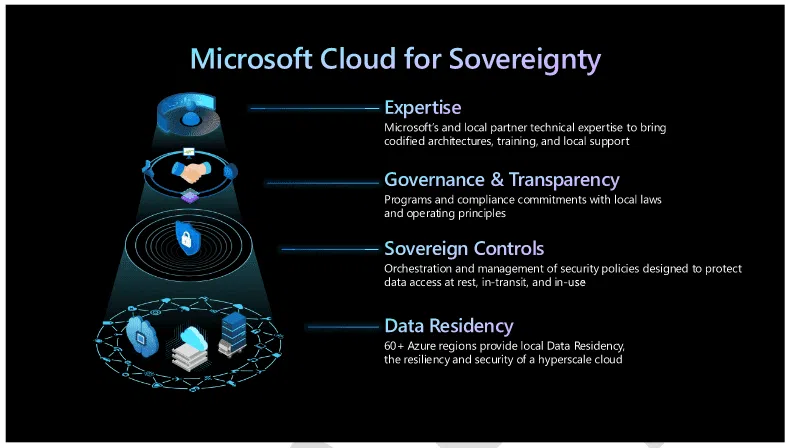 Microsoft Cloud for Sovereignty
Expertise
Microsoft's and local partner technical expertise to bring
codified architectures, training, and local support
Governance & Transparency
Programs and compliance commitments with local laws
and operating principles
Sovereign Controls
Orchestration and management of security policies designed to protect
data access at rest, in-transit, and in-use
Data Residency
60+ Azure regions provide local Data Residency,
the resiliency and security of a hyperscale cloud